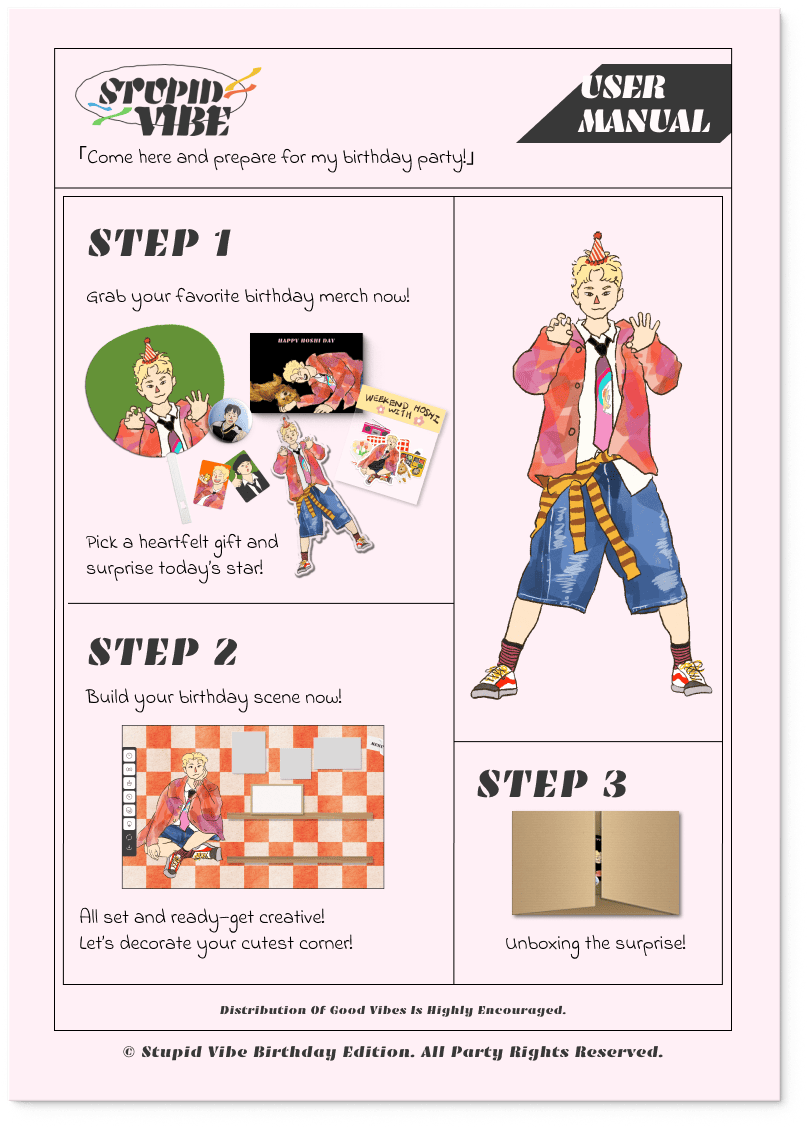 STUPID
VIBE
USER
MANUAL
「Come here and prepare for my birthday party!」
STEP 1
Grab your favorite birthday merch now!
HAPPY HOSHI DAY
WEEKEND HOSHI
WITH
Pick a heartfelt gift and
surprise today's star!
STEP 2
Build your birthday scene now!
MENU
All set and ready-get creative!
Let's decorate your cutest corner!
STEP 3
Unboxing the surprise!
Distribution Of Good Vibes Is Highly Encouraged.
© Stupid Vibe Birthday Edition. All Party Rights Reserved.